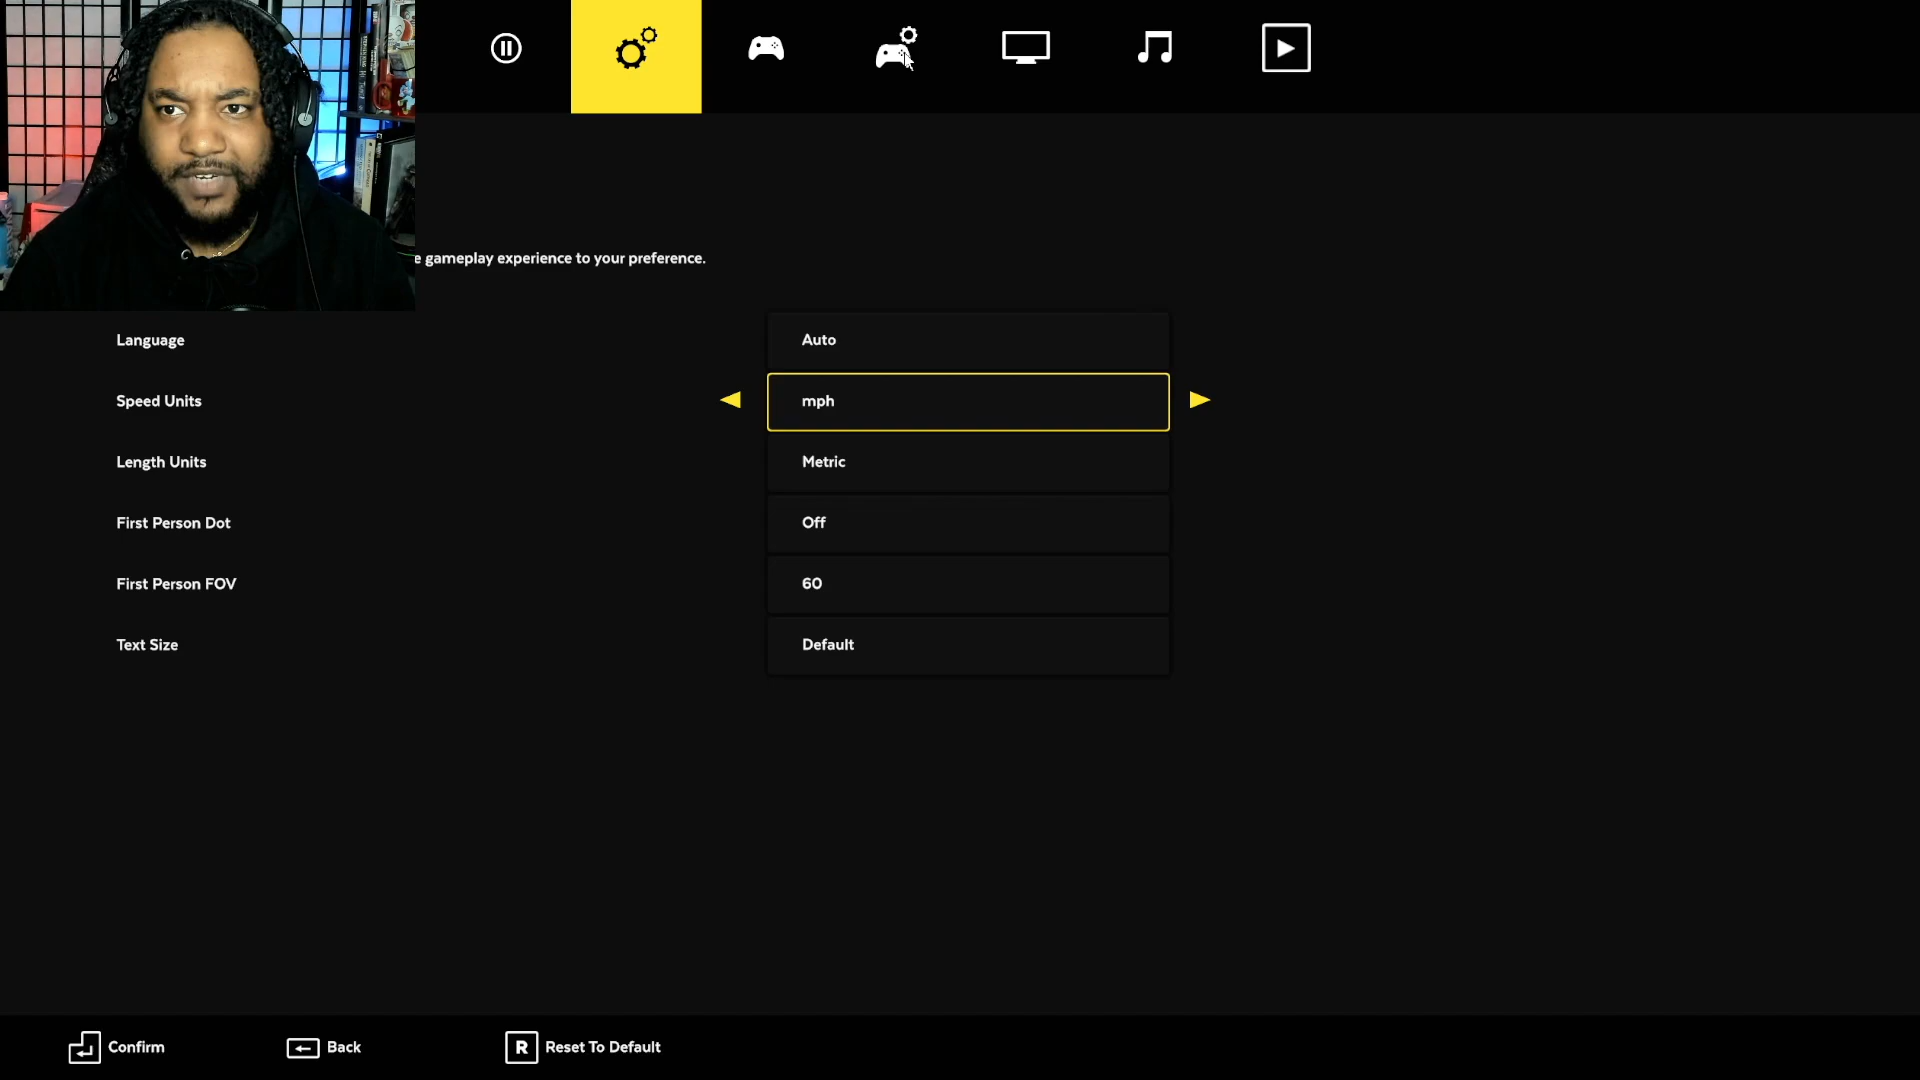 e gameplay experience to your preference.
Language
Auto
Speed Units
mph
Length Units
Metric
First Person Dot
Off
First Person FOV
60
Text Size
Default
Confirm
Back
R
Reset To Default